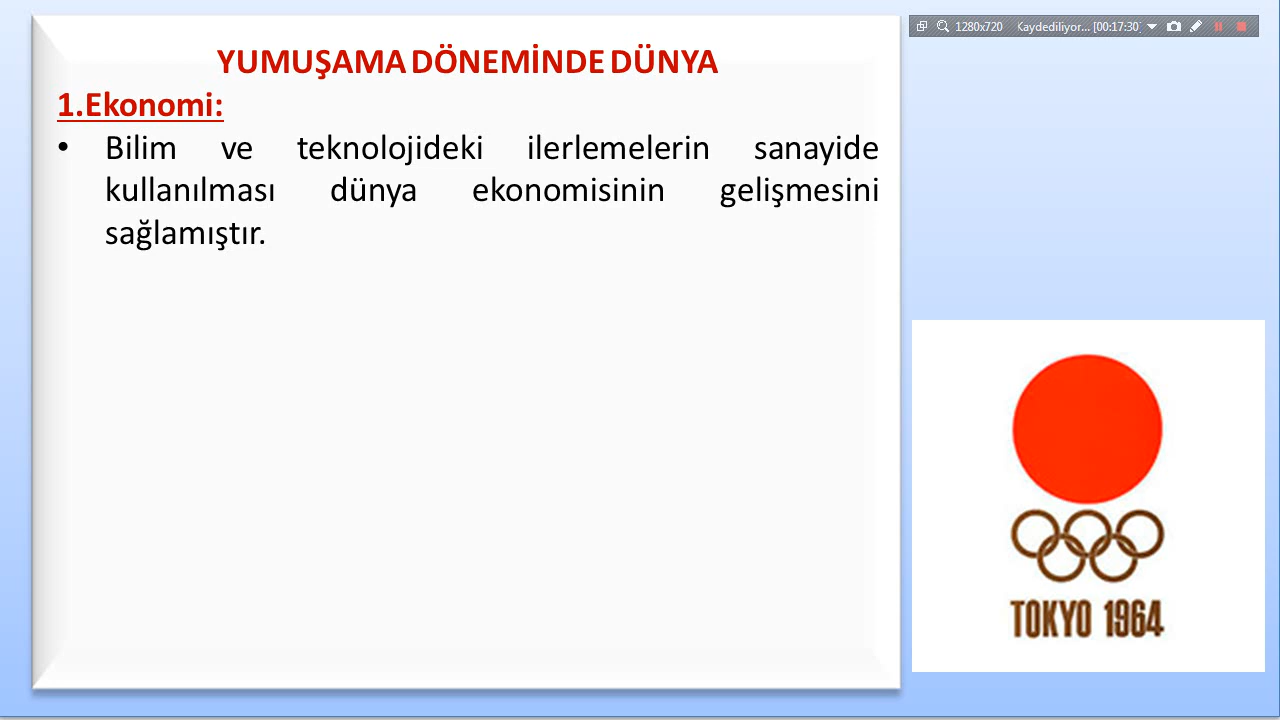 1280x720 Kaydediliyor... [00:17:30]
YUMUŞAMA DÖNEMİNDE DÜNYA
1.Ekonomi:
• Bilim ve teknolojideki ilerlemelerin sanayide
kullanılması dünya ekonomisinin gelişmesini
sağlamıştır.
TOKYO 1964